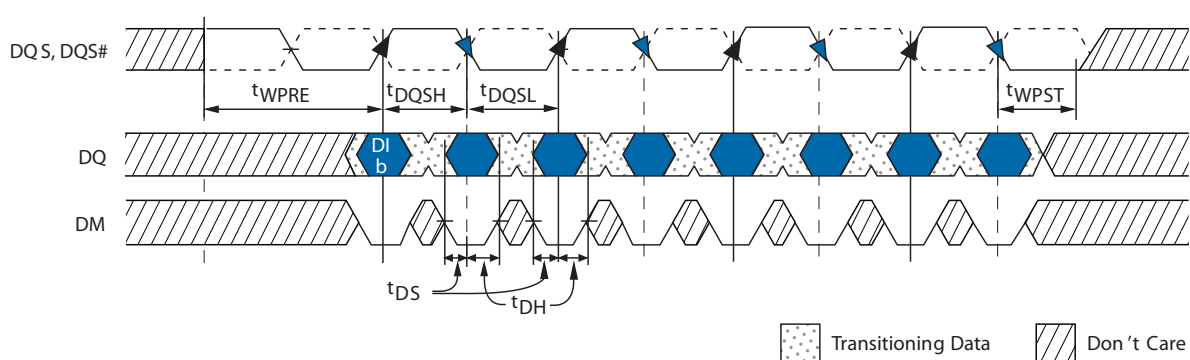 DQ S, DQS#
tWPRE tDQSH tDQSL tWPST
DQ
DI
b
DM
tDS tDH
Transitioning Data Don't Care